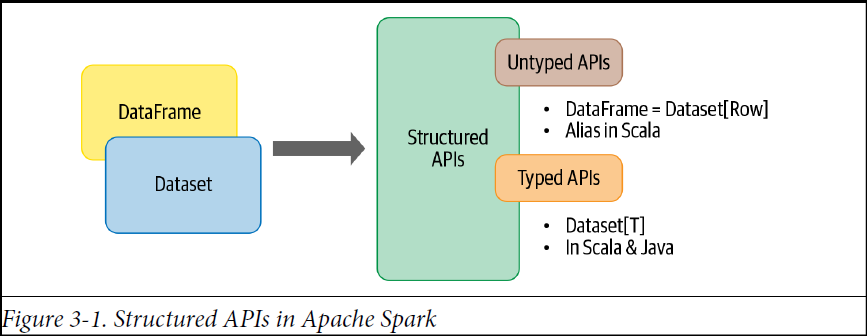 DataFrame
Dataset
Structured
APIs
Untyped APIs
• DataFrame = Dataset[Row]
• Alias in Scala
Typed APIs
• Dataset[T]
• In Scala & Java
Figure 3-1. Structured APIs in Apache Spark